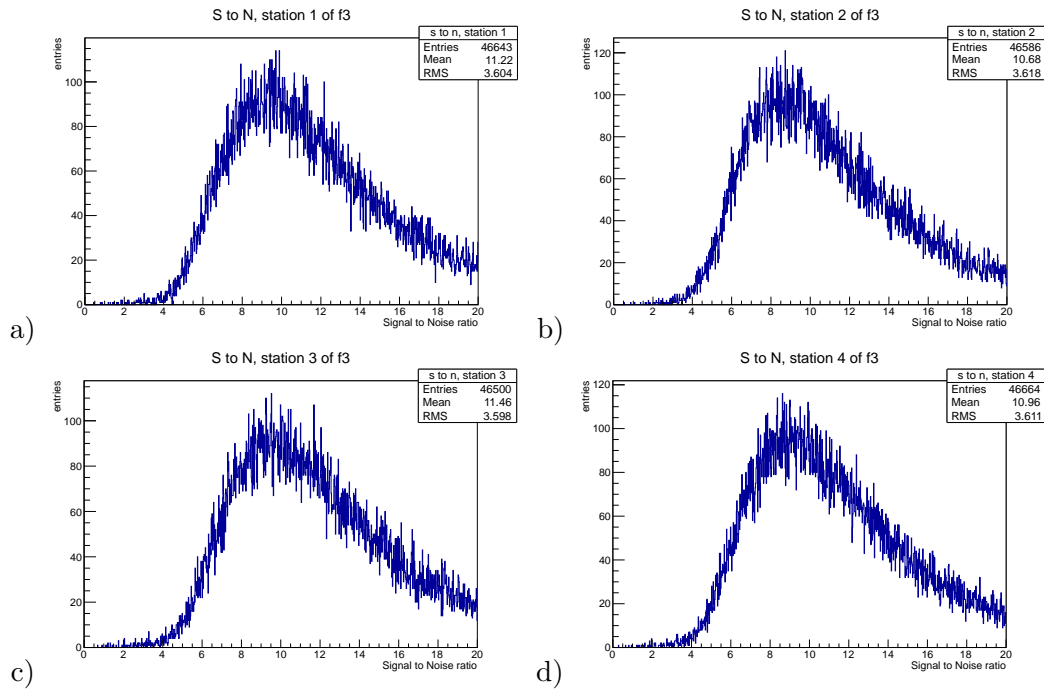 S to N, station 1 of f3
entries
s to n, station 1
Entries 46643
Mean 11.22
RMS 3.604
100
80
60
40
20
0
0 2 4 6 8 10 12 14 16 18 20
Signal to Noise ratio
a)
S to N, station 2 of f3
entries
s to n, station 2
Entries 46586
Mean 10.68
RMS 3.618
120
100
80
60
40
20
0
0 2 4 6 8 10 12 14 16 18 20
Signal to Noise ratio
b)
S to N, station 3 of f3
entries
s to n, station 3
Entries 46500
Mean 11.46
RMS 3.598
100
80
60
40
20
0
0 2 4 6 8 10 12 14 16 18 20
Signal to Noise ratio
c)
S to N, station 4 of f3
entries
s to n, station 4
Entries 46664
Mean 10.96
RMS 3.611
120
100
80
60
40
20
0
0 2 4 6 8 10 12 14 16 18 20
Signal to Noise ratio
d)